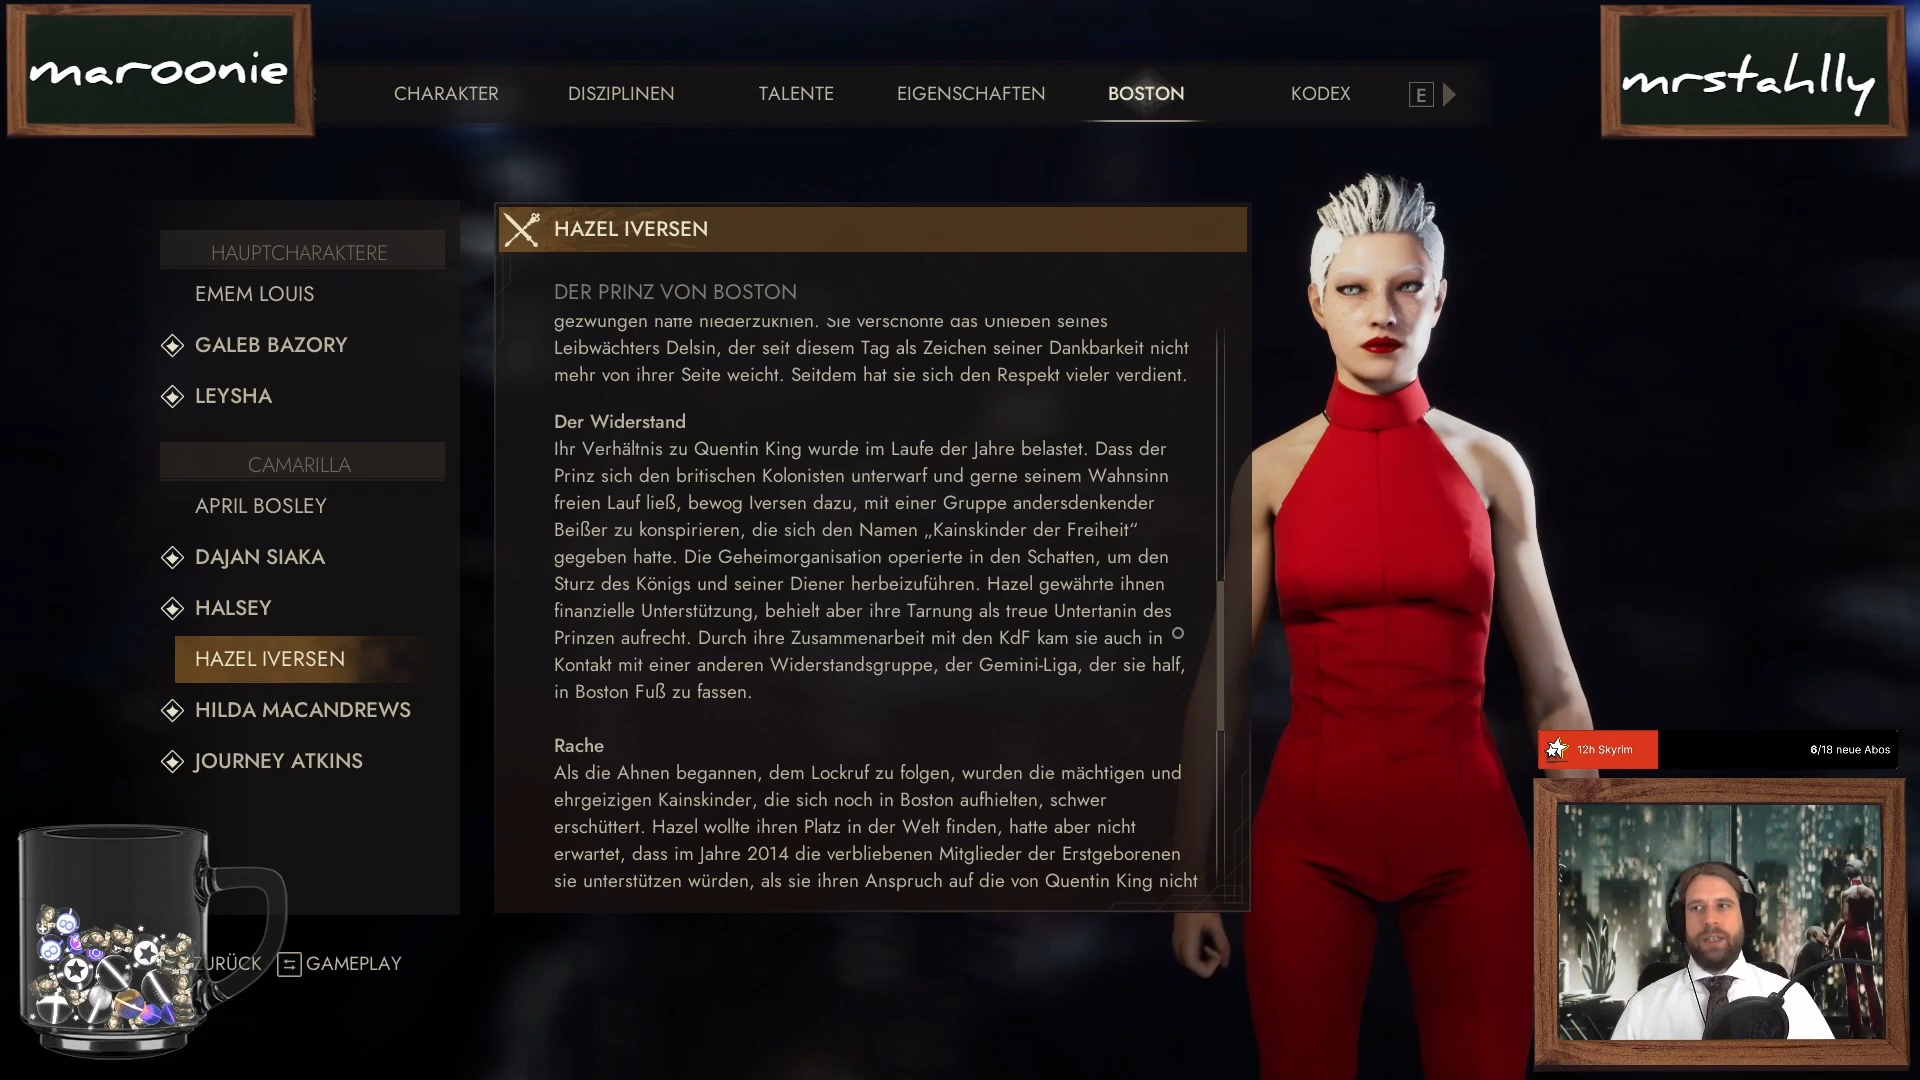 maroonie
mrstahlly
CHARAKTER
DISZIPLINEN
TALENTE
EIGENSCHAFTEN
BOSTON
KODEX
E
HAUPTCHARAKTERE
EMEM LOUIS
GALEB BAZORY
LEYSHA
CAMARILLA
APRIL BOSLEY
DAJAN SIAKA
HALSEY
HAZEL IVERSEN
HILDA MACANDREWS
JOURNEY ATKINS
HAZEL IVERSEN
DER PRINZ VON BOSTON
gezwungen hatte niederzuknien. Sie verschonte das Unleben seines
Leibwächters Delsin, der seit diesem Tag als Zeichen seiner Dankbarkeit nicht
mehr von ihrer Seite weicht. Seitdem hat sie sich den Respekt vieler verdient.
Der Widerstand
Ihr Verhältnis zu Quentin King wurde im Laufe der Jahre belastet. Dass der
Prinz sich den britischen Kolonisten unterwarf und gerne seinem Wahnsinn
freien Lauf ließ, bewog Iversen dazu, mit einer Gruppe andersdenkender
Beißer zu konspirieren, die sich den Namen „Kainskinder der Freiheit“
gegeben hatte. Die Geheimorganisation operierte in den Schatten, um den
Sturz des Königs und seiner Diener herbeizuführen. Hazel gewährte ihnen
finanzielle Unterstützung, behielt aber ihre Tarnung als treue Untertanin des
Prinzen aufrecht. Durch ihre Zusammenarbeit mit den KdF kam sie auch in
Kontakt mit einer anderen Widerstandsgruppe, der Gemini-Liga, der sie half,
in Boston Fuß zu fassen.
Rache
Als die Ahnen begannen, dem Lockruf zu folgen, wurden die mächtigen und
ehrgeizigen Kainskinder, die sich noch in Boston aufhielten, schwer
erschüttert. Hazel wollte ihren Platz in der Welt finden, hatte aber nicht
erwartet, dass im Jahre 2014 die verbliebenen Mitglieder der Erstgeborenen
sie unterstützen würden, als sie ihren Anspruch auf die von Quentin King nicht
12h Skyrim
6/18 neue Abos
ZURÜCK
GAMEPLAY